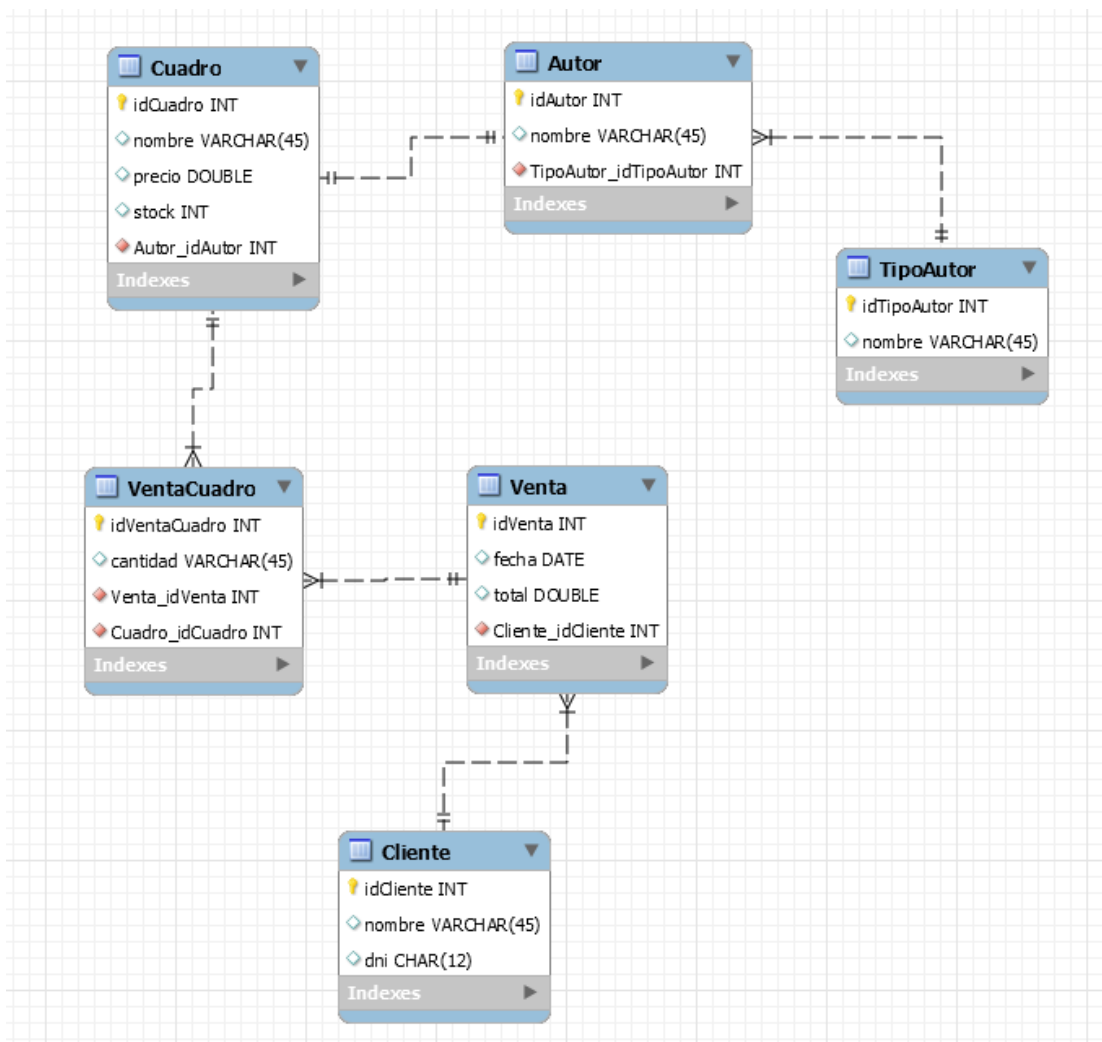 Cuadro
idCuadro INT
nombre VARCHAR(45)
precio DOUBLE
stock INT
Autor_idAutor INT
Indexes
Autor
idAutor INT
nombre VARCHAR(45)
TipoAutor_idTipoAutor INT
Indexes
TipoAutor
idTipoAutor INT
nombre VARCHAR(45)
Indexes
VentaCuadro
idVentaCuadro INT
cantidad VARCHAR(45)
Venta_idVenta INT
Cuadro_idCuadro INT
Indexes
Venta
idVenta INT
fecha DATE
total DOUBLE
Cliente_idCliente INT
Indexes
Cliente
idCliente INT
nombre VARCHAR(45)
dni CHAR(12)
Indexes